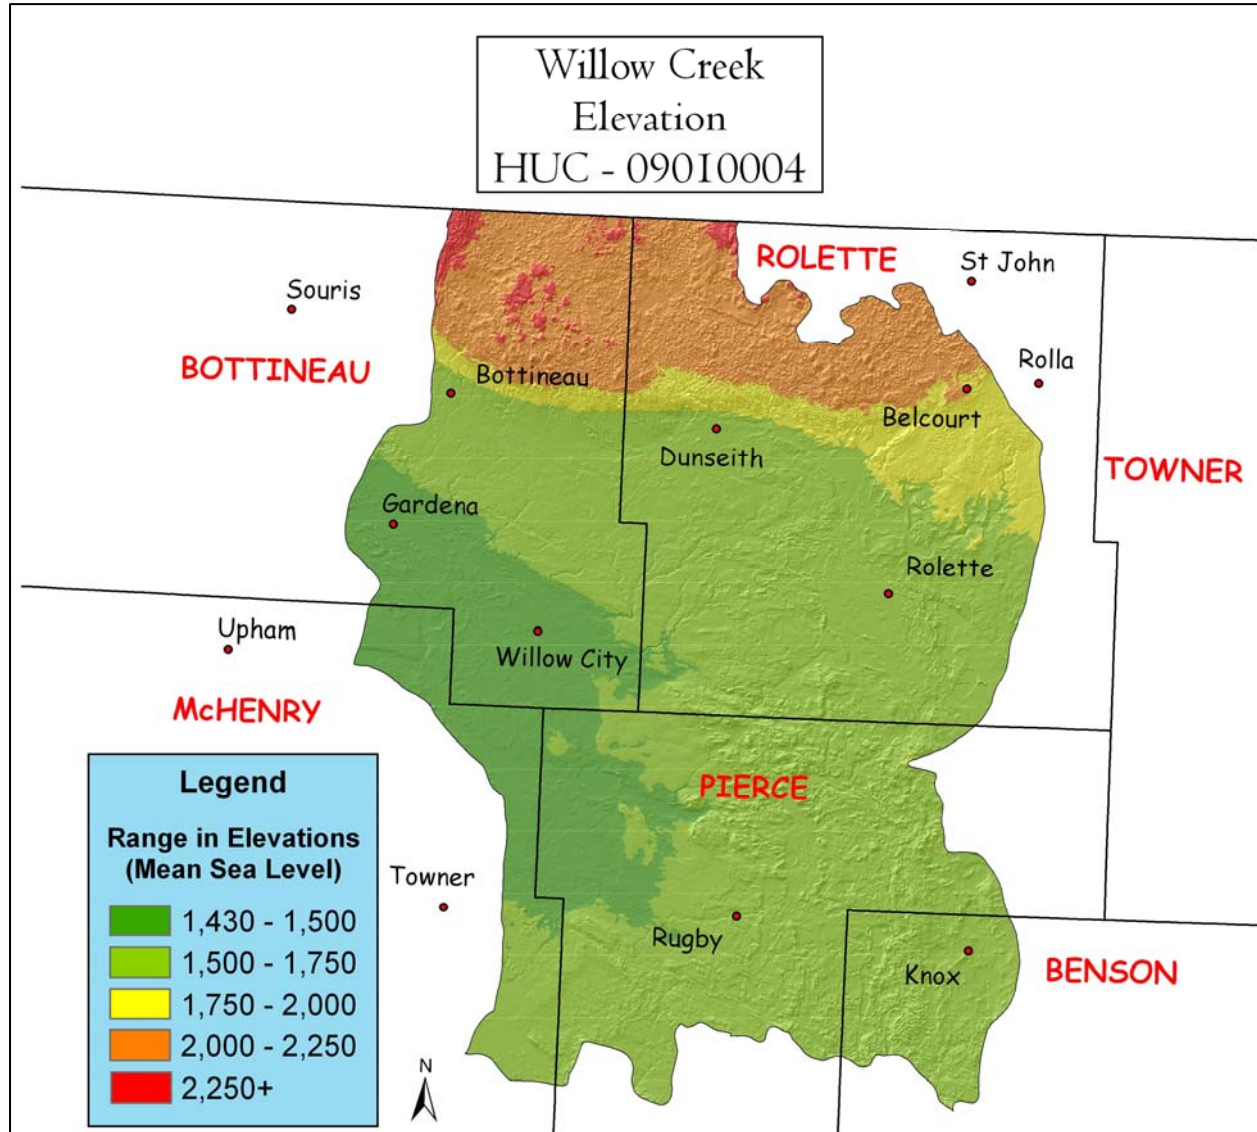 Willow Creek
Elevation
HUC - 09010004
ROLETTE
St John
Souris
Rolla
BOTTINEAU
Bottineau
Belcourt
Dunseith
TOWNER
Gardena
Rolette
Upham
Willow City
McHENRY
PIERCE
Legend
Range in Elevations
(Mean Sea Level)
1,430 - 1,500
1,500 - 1,750
1,750 - 2,000
2,000 - 2,250
2,250+
Towner
Rugby
Knox
BENSON
N